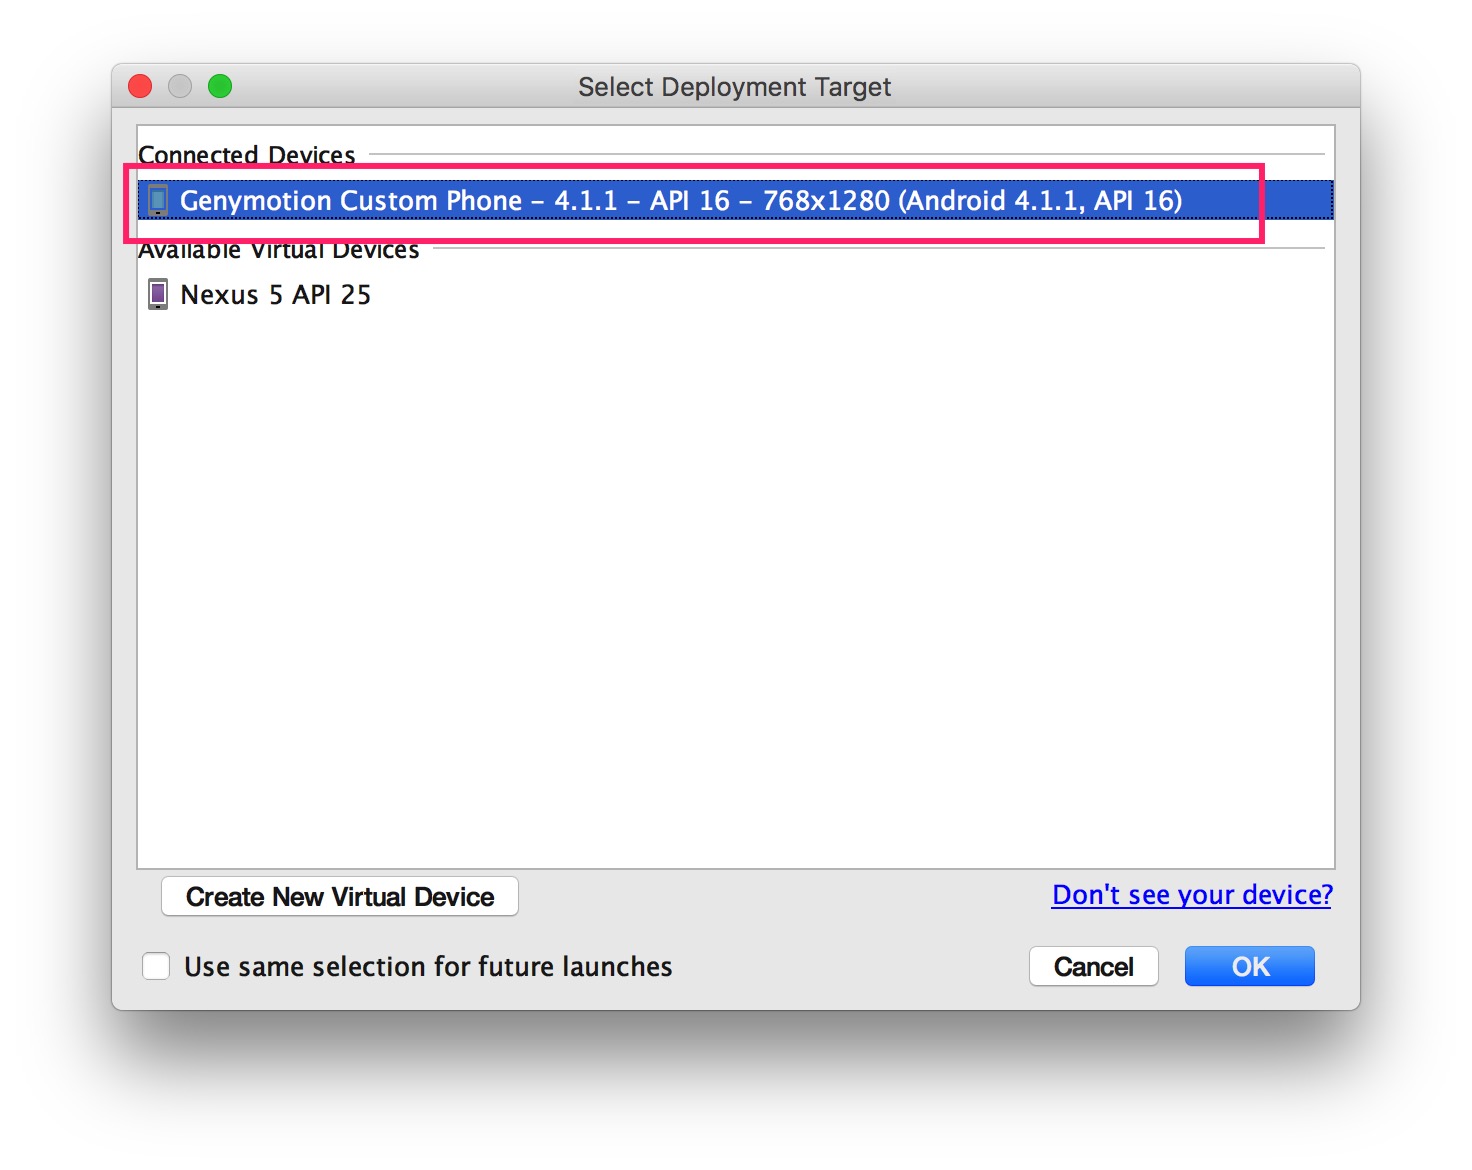 Select Deployment Target
Connected Devices
Genymotion Custom Phone – 4.1.1 – API 16 – 768x1280 (Android 4.1.1, API 16)
Available Virtual Devices
Nexus 5 API 25
Create New Virtual Device
Don't see your device?
Use same selection for future launches
Cancel
OK